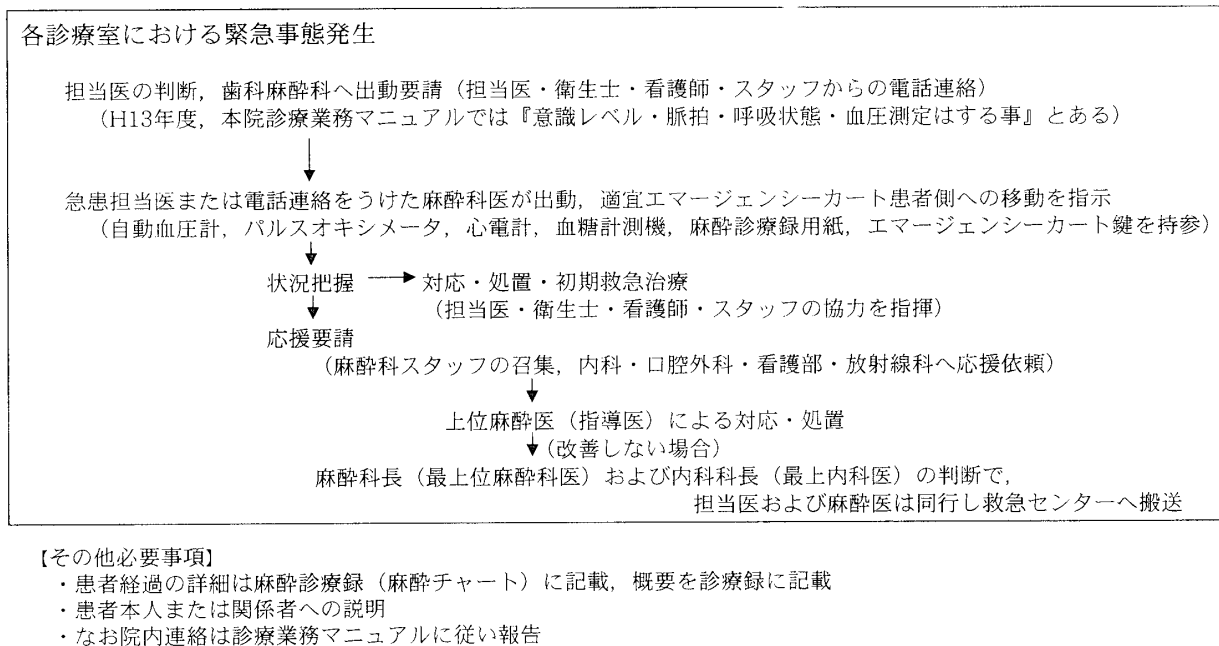 各診療室における緊急事態発生
担当医の判断，歯科麻酔科へ出動要請（担当医・衛生士・看護師・スタッフからの電話連絡）
（H13年度，本院診療業務マニュアルでは『意識レベル・脈拍・呼吸状態・血圧測定はする事』とある）
急患担当医または電話連絡をうけた麻酔科医が出動，適宜エマージェンシーカート患者側への移動を指示
（自動血圧計，パルスオキシメータ，心電計，血糖計測機，麻酔診療録用紙，エマージェンシーカート鍵を持参）
状況把握 → 対応・処置・初期救急治療
（担当医・衛生士・看護師・スタッフの協力を指揮）
応援要請
（麻酔科スタッフの召集，内科・口腔外科・看護部・放射線科へ応援依頼）
上位麻酔医（指導医）による対応・処置
（改善しない場合）
麻酔科長（最上位麻酔科医）および内科科長（最上内科医）の判断で，
担当医および麻酔医は同行し救急センターへ搬送
【その他必要事項】
・患者経過の詳細は麻酔診療録（麻酔チャート）に記載，概要を診療録に記載
・患者本人または関係者への説明
・なお院内連絡は診療業務マニュアルに従い報告